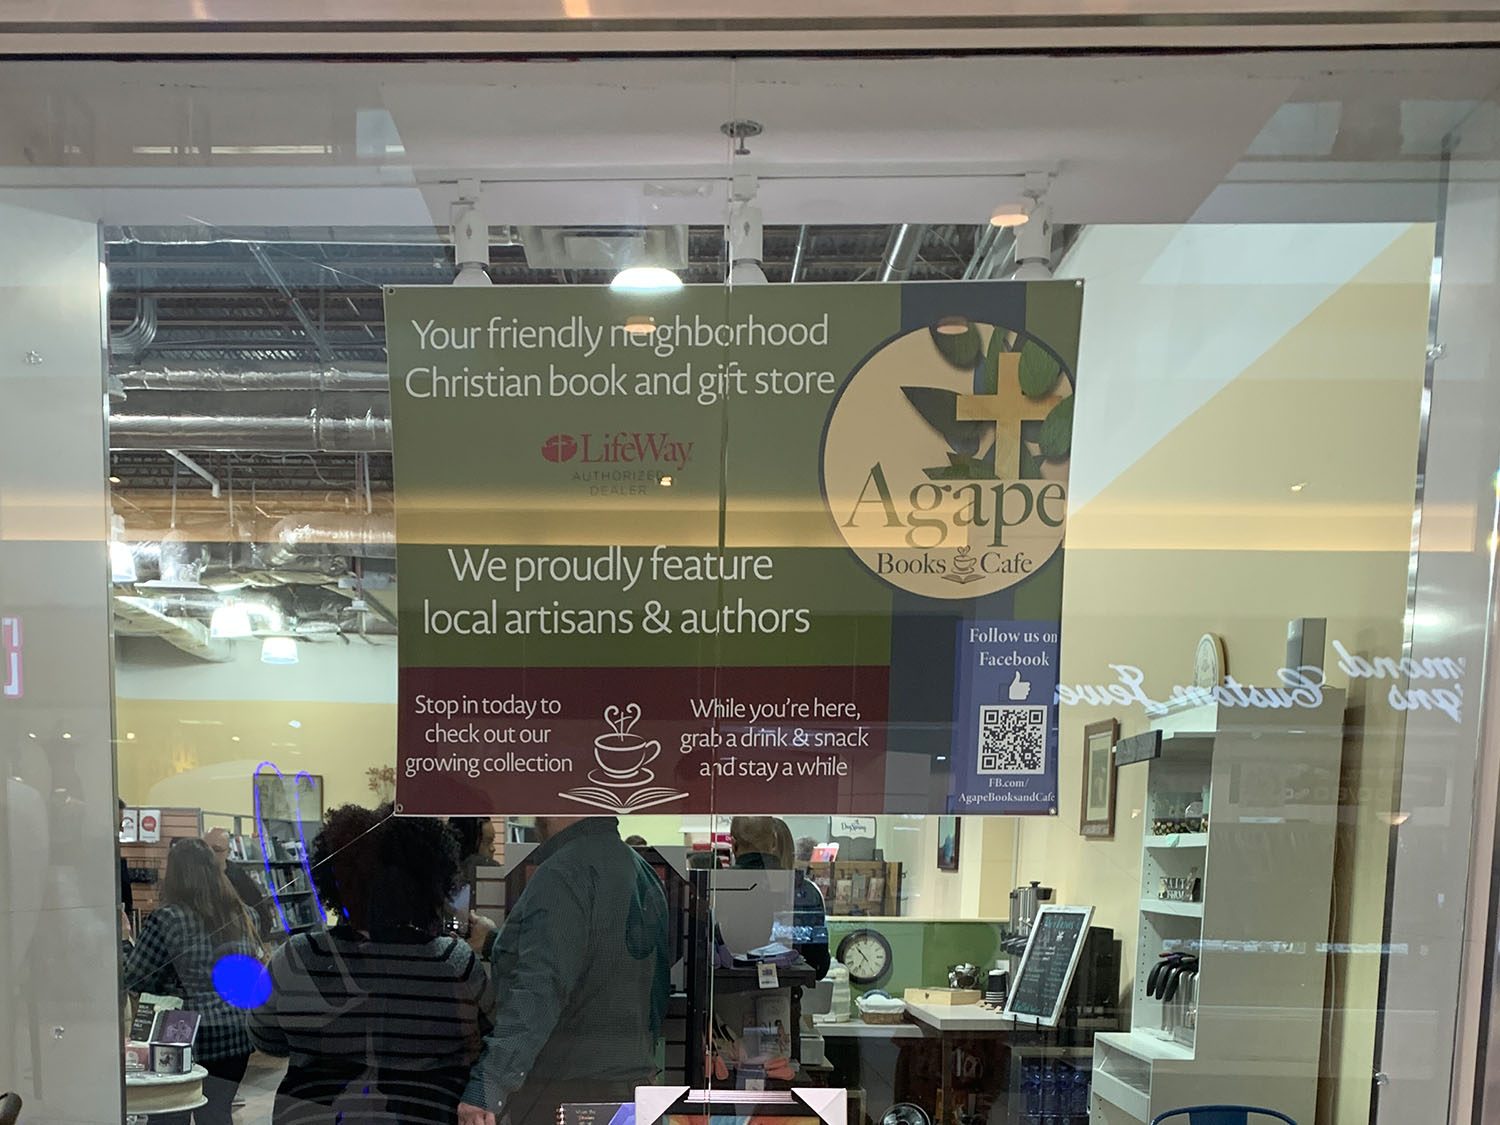 Your friendly neighborhood
Christian book and gift store
LifeWay
AUTHORIZED
DEALER
We proudly feature
local artisans & authors
Stop in today to
check out our
growing collection
While you're here,
grab a drink & snack
and stay a while
Agape
Books Cafe
Follow us on
Facebook
FB.com/
AgapeBooksandCafe
DaySpring